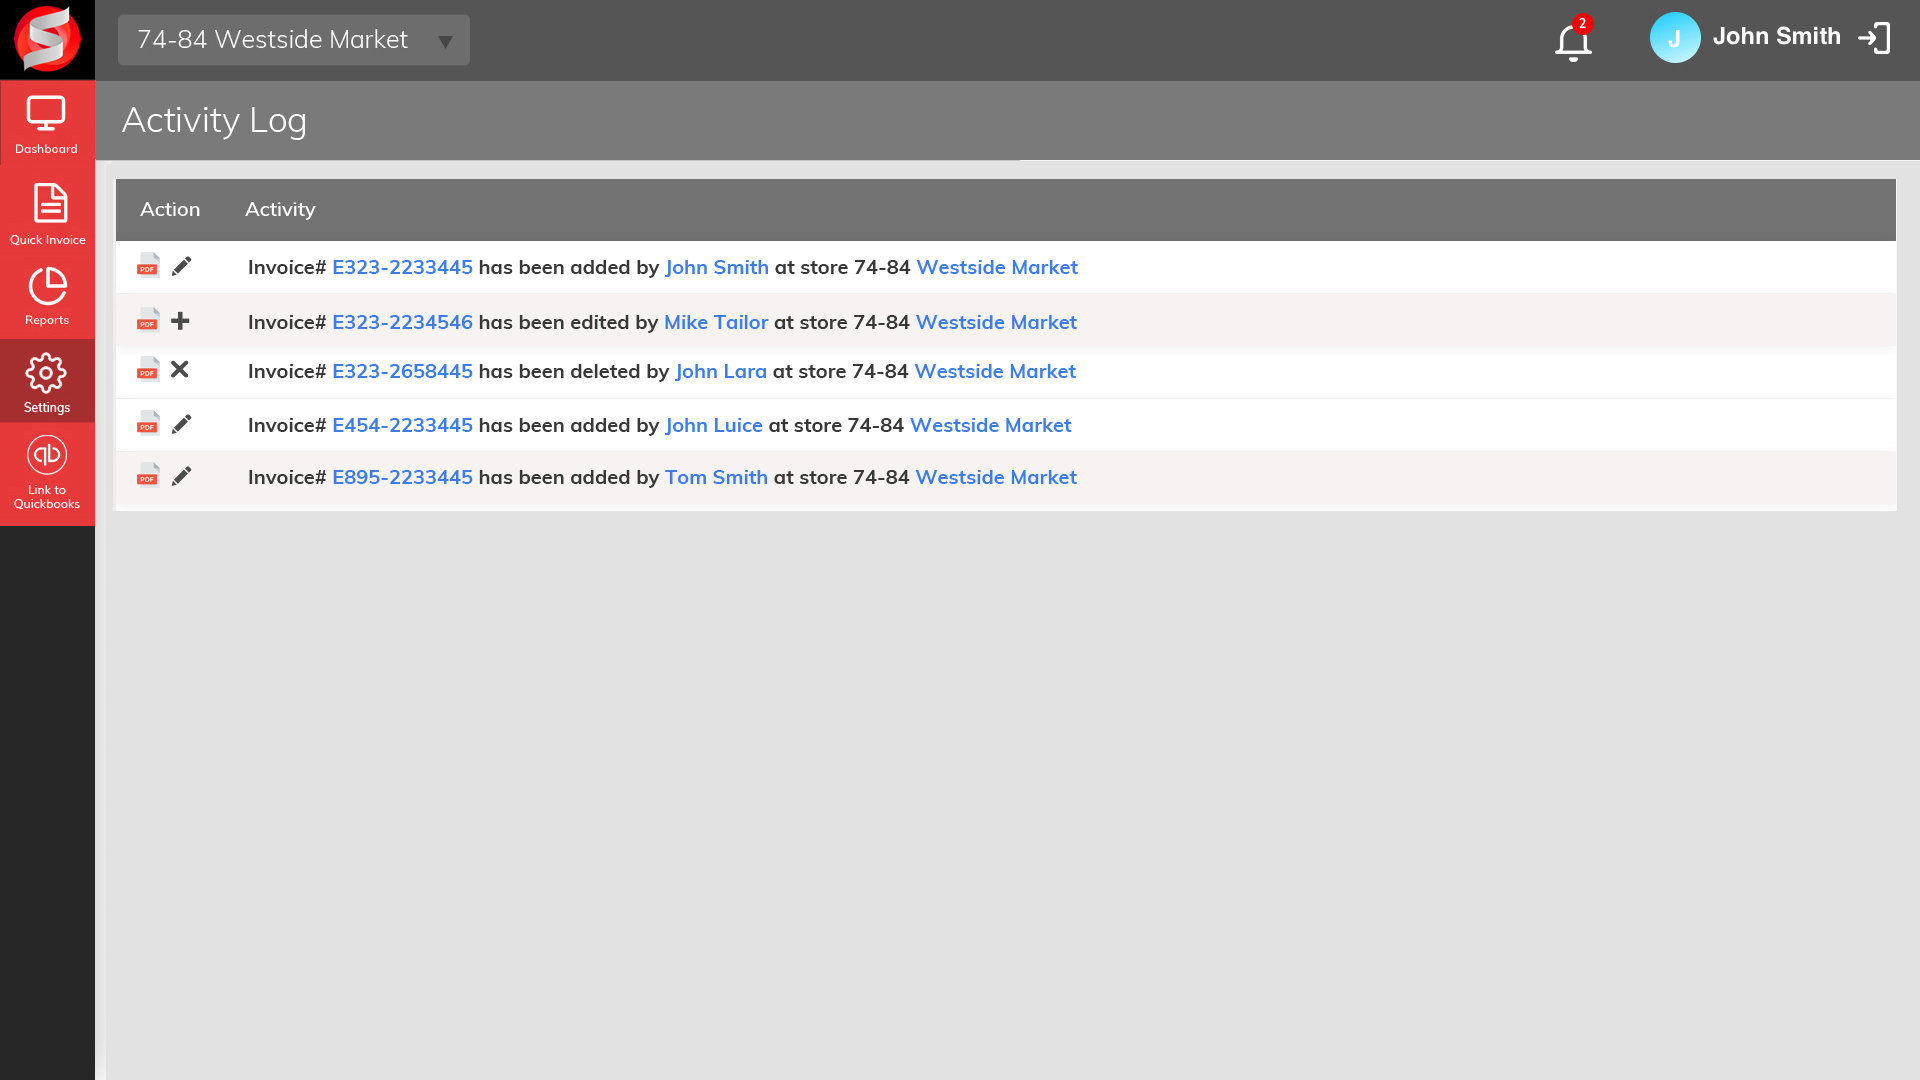 74-84 Westside Market
2
J
John Smith
Activity Log
Dashboard
Quick Invoice
Reports
Settings
Link to
Quickbooks
Action Activity
PDF Invoice# E323-2233445 has been added by John Smith at store 74-84 Westside Market
PDF Invoice# E323-2234546 has been edited by Mike Tailor at store 74-84 Westside Market
PDF Invoice# E323-2658445 has been deleted by John Lara at store 74-84 Westside Market
PDF Invoice# E454-2233445 has been added by John Luice at store 74-84 Westside Market
PDF Invoice# E895-2233445 has been added by Tom Smith at store 74-84 Westside Market